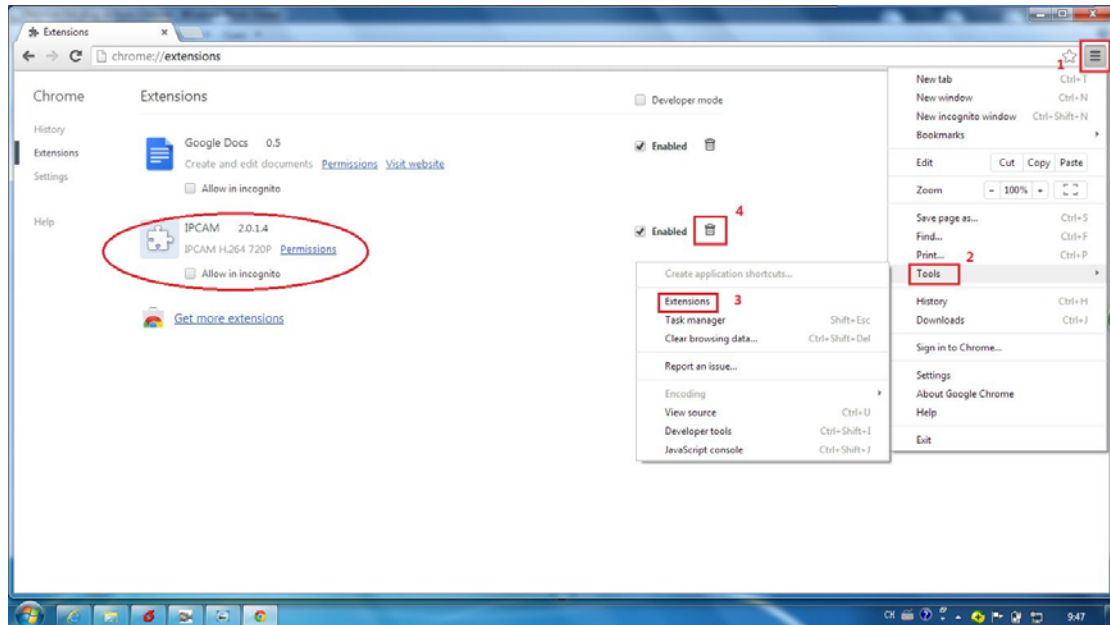 Extensions
chrome://extensions
1
Chrome
History
Extensions
Settings
Help
Extensions
Developer mode
Google Docs 0.5
Create and edit documents Permissions Visit website
Allow in incognito
Enabled
IPCAM 2.0.1.4
IPCAM H.264 720P Permissions
Allow in incognito
Enabled
4
Get more extensions
New tab Ctrl+T
New window Ctrl+N
New incognito window Ctrl+Shift+N
Bookmarks
Edit Cut Copy Paste
Zoom - 100% +
Save page as... Ctrl+S
Find... Ctrl+F
Print... Ctrl+P
2
Tools
History Ctrl+H
Downloads Ctrl+J
Sign in to Chrome...
Settings
About Google Chrome
Help
Exit
Create application shortcuts...
Extensions 3
Task manager Shift+Esc
Clear browsing data... Ctrl+Shift+Del
Report an issue...
Encoding
View source Ctrl+U
Developer tools Ctrl+Shift+I
JavaScript console Ctrl+Shift+J
CH
9:47